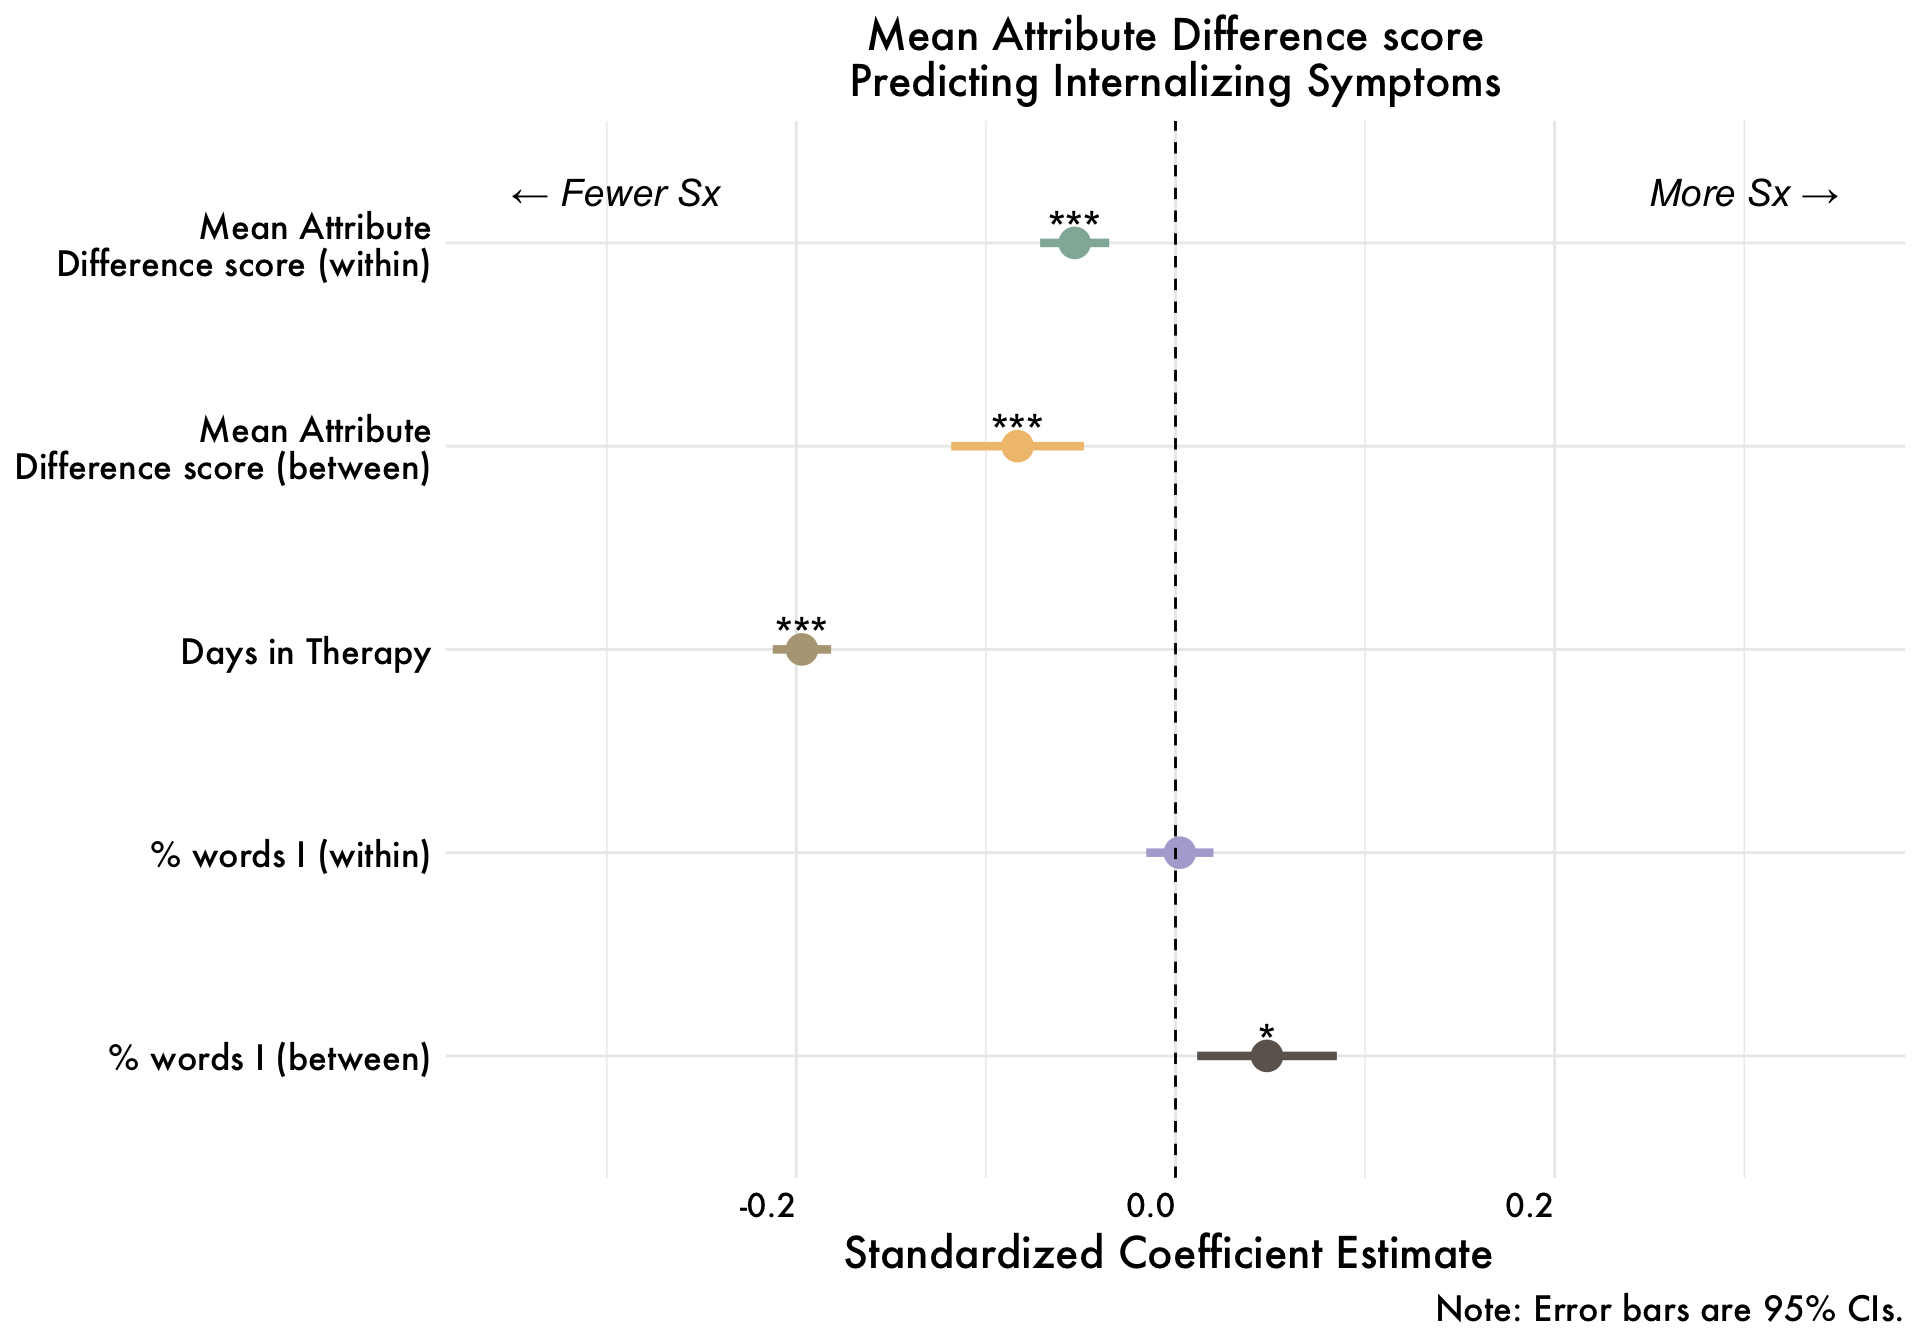 Mean Attribute Difference score
Predicting Internalizing Symptoms
← Fewer Sx
More Sx →
Mean Attribute
Difference score (within)
***
Mean Attribute
Difference score (between)
***
Days in Therapy
***
% words I (within)
% words I (between)
*
-0.2
0.0
0.2
Standardized Coefficient Estimate
Note: Error bars are 95% CIs.